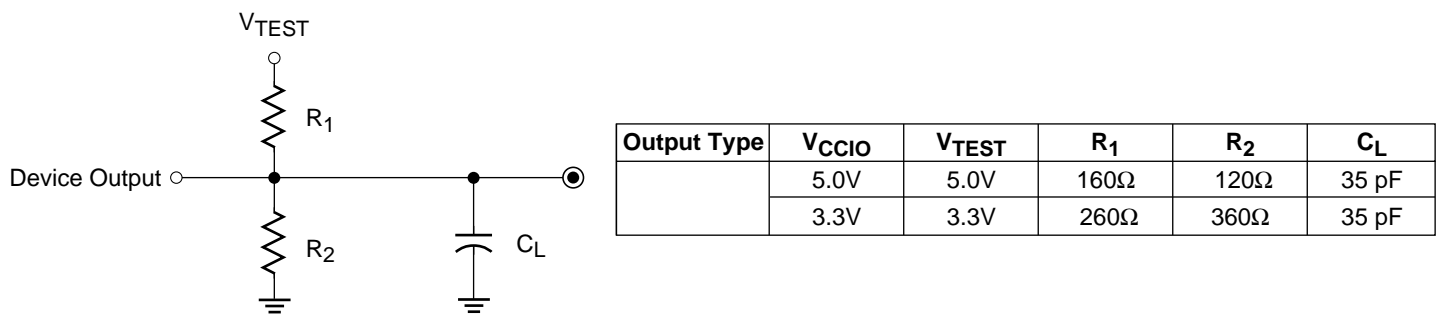 VTEST
R1
Device Output
R2
CL
Output Type VCCIO VTEST R1 R2 CL
5.0V 5.0V 160Ω 120Ω 35 pF
3.3V 3.3V 260Ω 360Ω 35 pF